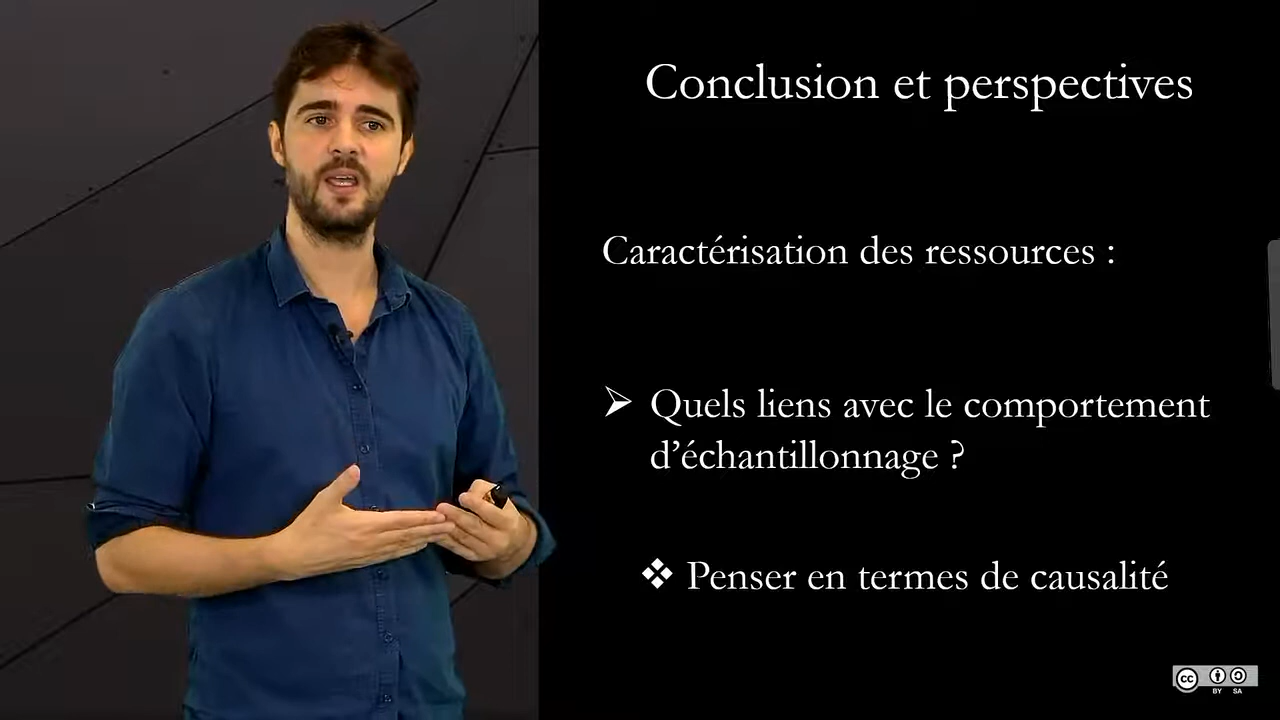 Conclusion et perspectives
Caractérisation des ressources :
➢ Quels liens avec le comportement
d’échantillonnage ?
❖ Penser en termes de causalité
cc
BY SA